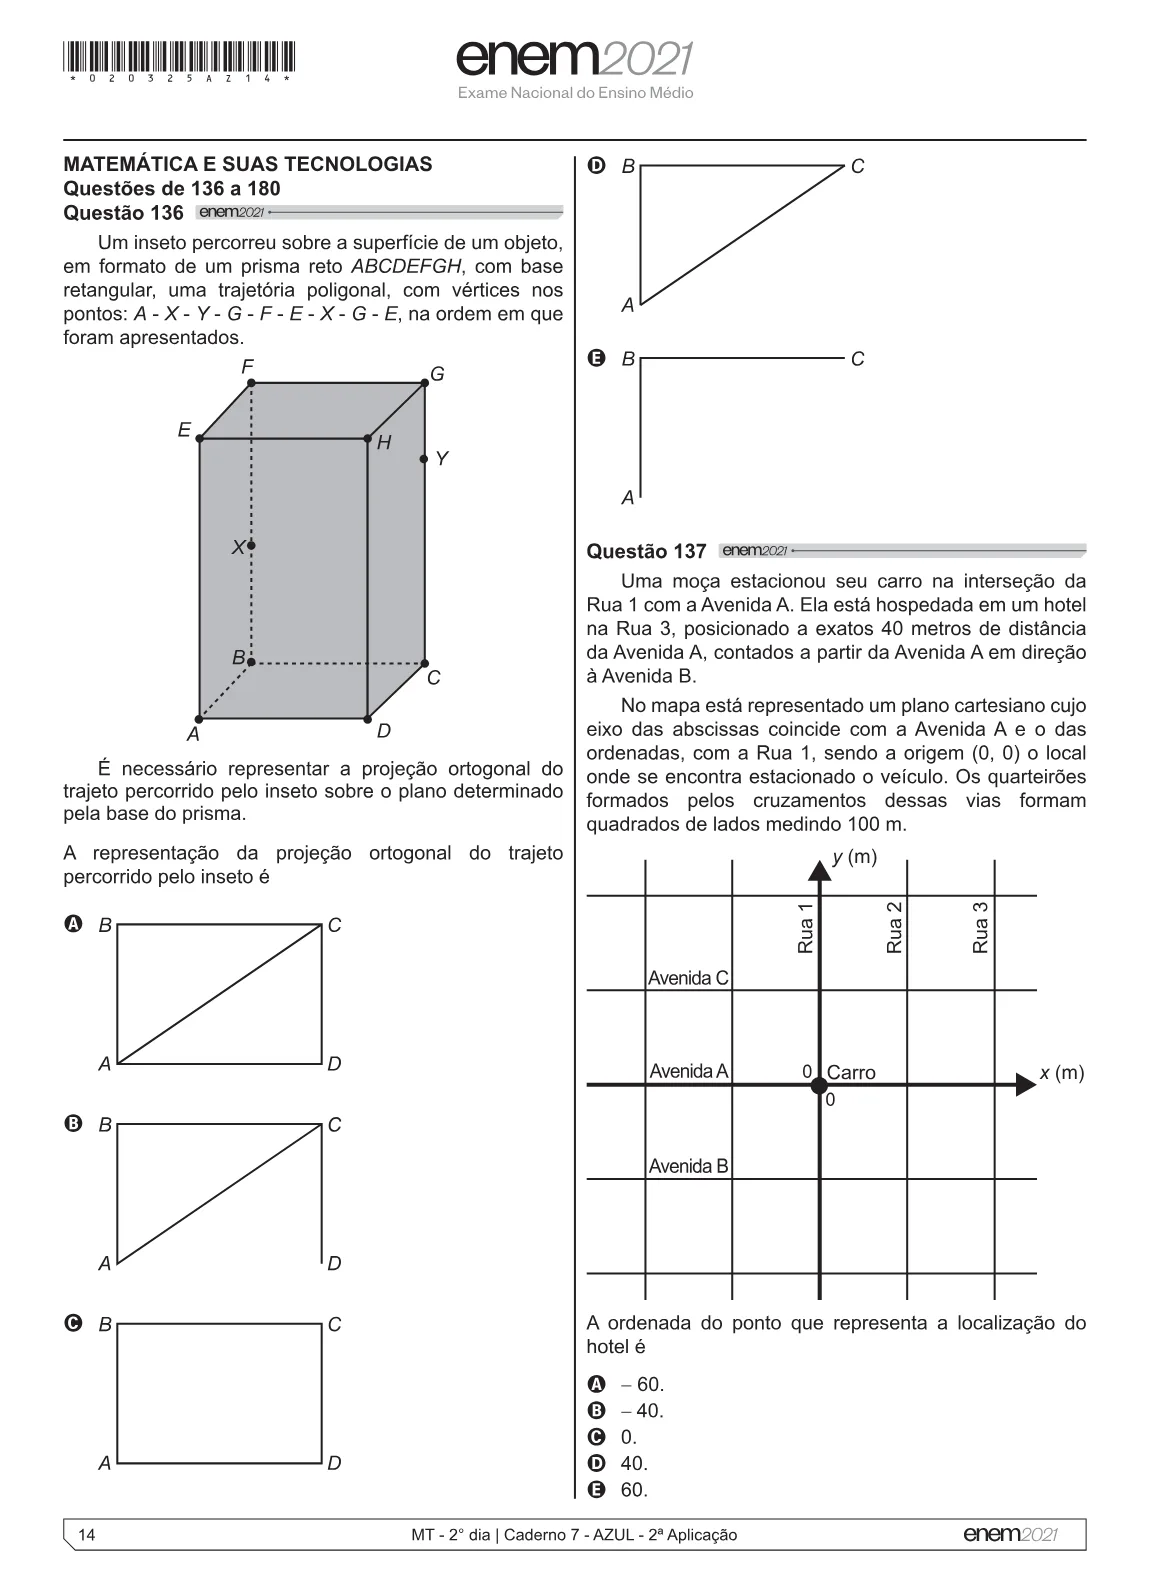 *020325AZ14*
enem2021
Exame Nacional do Ensino Médio
MATEMÁTICA E SUAS TECNOLOGIAS
Questões de 136 a 180
Questão 136 enem2021
Um inseto percorreu sobre a superfície de um objeto,
em formato de um prisma reto ABCDEFGH, com base
retangular, uma trajetória poligonal, com vértices nos
pontos: A - X - Y - G - F - E - X - G - E, na ordem em que
foram apresentados.
F
G
E
H
Y
X
B
C
A
D
É necessário representar a projeção ortogonal do
trajeto percorrido pelo inseto sobre o plano determinado
pela base do prisma.
A representação da projeção ortogonal do trajeto
percorrido pelo inseto é
A B C
A D
B B C
A D
C B C
A D
D B C
A
E B C
A
Questão 137 enem2021
Uma moça estacionou seu carro na interseção da
Rua 1 com a Avenida A. Ela está hospedada em um hotel
na Rua 3, posicionado a exatos 40 metros de distância
da Avenida A, contados a partir da Avenida A em direção
à Avenida B.
No mapa está representado um plano cartesiano cujo
eixo das abscissas coincide com a Avenida A e o das
ordenadas, com a Rua 1, sendo a origem (0, 0) o local
onde se encontra estacionado o veículo. Os quarteirões
formados pelos cruzamentos dessas vias formam
quadrados de lados medindo 100 m.
y (m)
Rua 1
Rua 2
Rua 3
Avenida C
Avenida A
0 Carro
x (m)
0
Avenida B
A ordenada do ponto que representa a localização do
hotel é
A – 60.
B – 40.
C 0.
D 40.
E 60.
14
MT - 2° dia | Caderno 7 - AZUL - 2ª Aplicação
enem2021